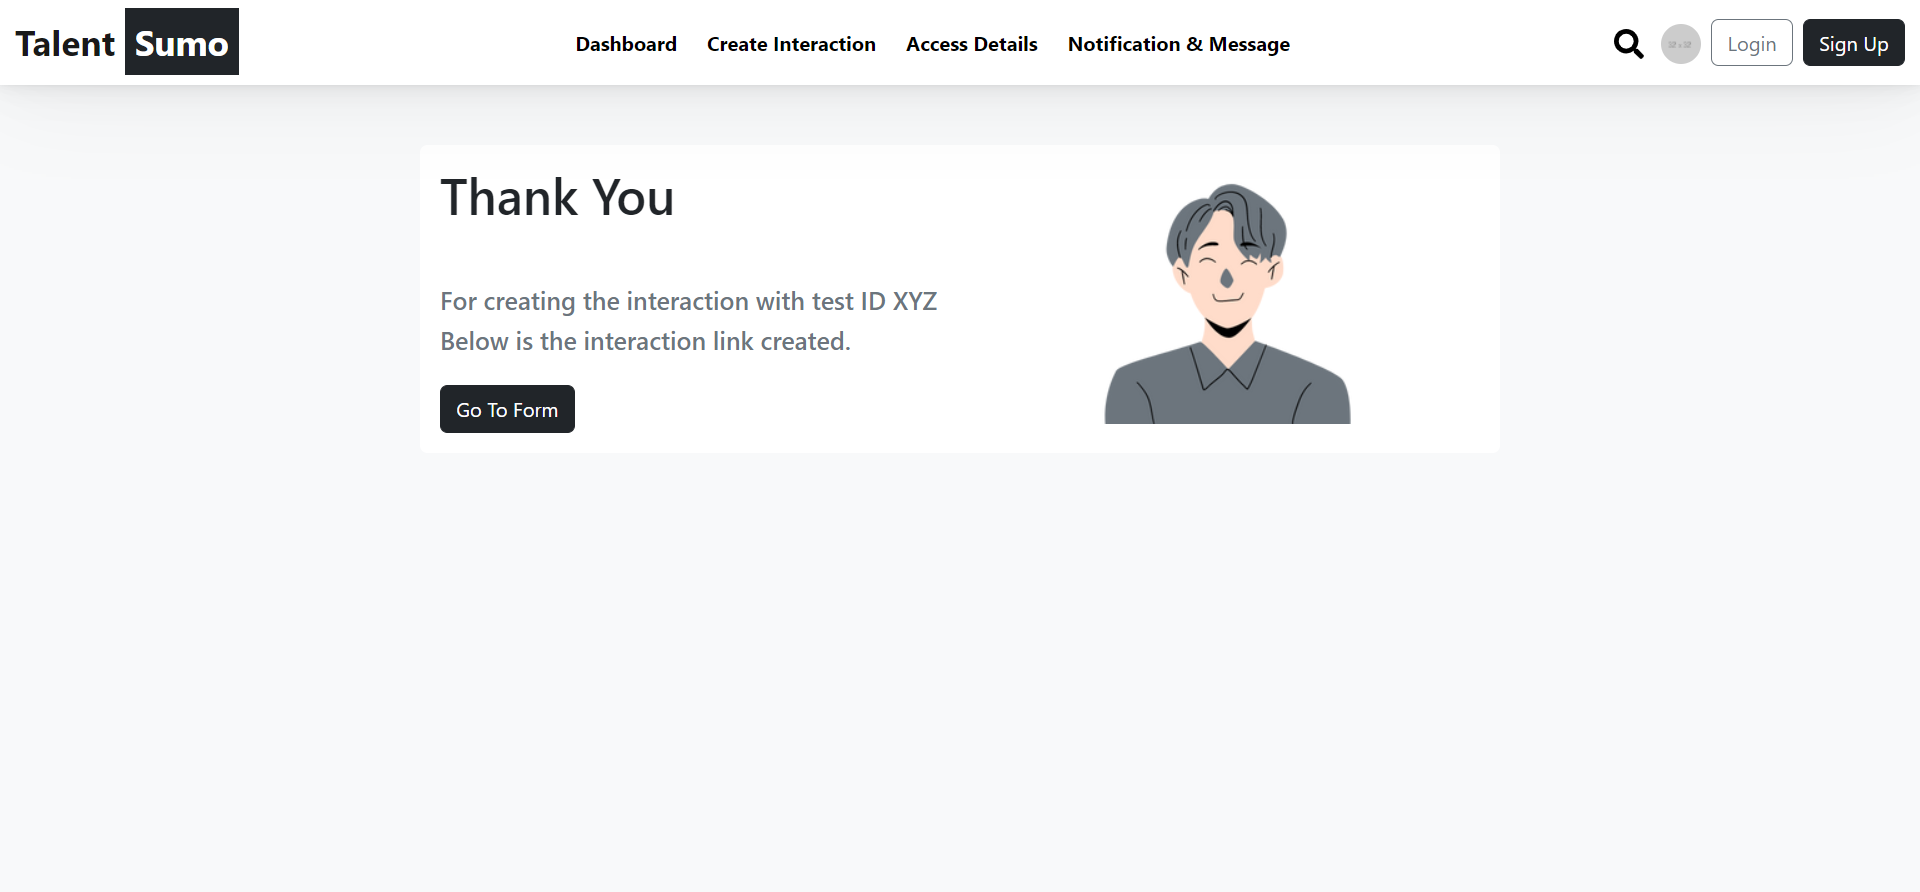 Talent Sumo
Dashboard Create Interaction Access Details Notification & Message
Login Sign Up
Thank You
For creating the interaction with test ID XYZ
Below is the interaction link created.
Go To Form